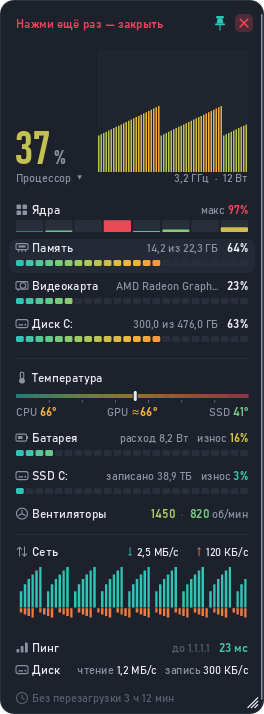 Нажми ещё раз — закрыть
37 %
Процессор ▾ 3,2 ГГц · 12 Вт
Ядра макс 97%
Память 14,2 из 22,3 ГБ 64%
Видеокарта AMD Radeon Graph... 23%
Диск C: 300,0 из 476,0 ГБ 63%
Температура
CPU 66° GPU ≈66° SSD 41°
Батарея расход 8,2 Вт износ 16%
SSD C: записано 38,9 ТБ износ 3%
Вентиляторы 1450 · 820 об/мин
Сеть ↓ 2,5 МБ/с ↑ 120 КБ/с
Пинг до 1.1.1.1 23 мс
Диск чтение 1,2 МБ/с запись 300 КБ/с
Без перезагрузки 3 ч 12 мин